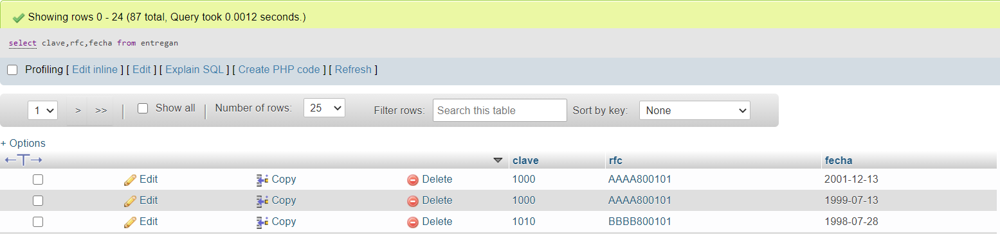 Showing rows 0 - 24 (87 total, Query took 0.0012 seconds.)
select clave,rfc,fecha from entregan
Profiling [ Edit inline ] [ Edit ] [ Explain SQL ] [ Create PHP code ] [ Refresh ]
1 > >> Show all Number of rows: 25 Filter rows: Search this table Sort by key: None
+ Options
←T→ clave rfc fecha
Edit Copy Delete 1000 AAAA800101 2001-12-13
Edit Copy Delete 1000 AAAA800101 1999-07-13
Edit Copy Delete 1010 BBBB800101 1998-07-28